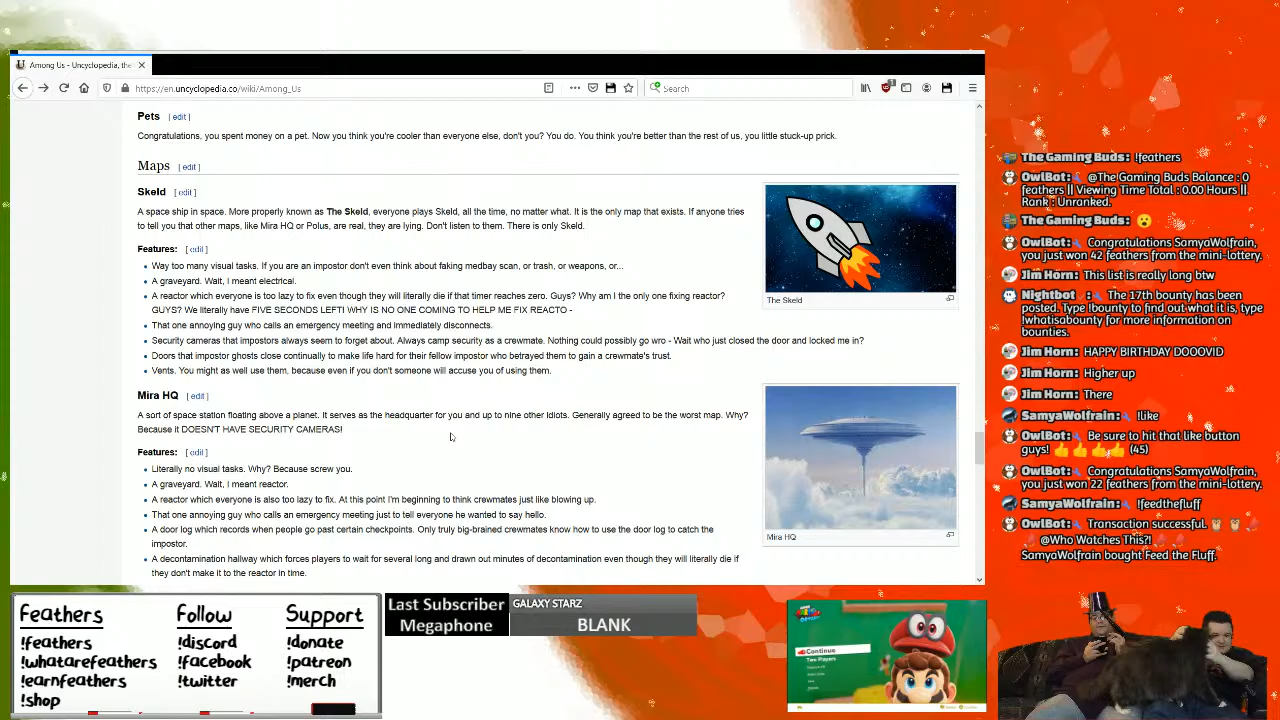 Among Us - Uncyclopedia, the
https://en.uncyclopedia.co/wiki/Among_Us
Search
Pets [ edit ]
Congratulations, you spent money on a pet. Now you think you're cooler than everyone else, don't you? You do. You think you're better than the rest of us, you little stuck-up prick.
Maps [ edit ]
Skeld [ edit ]
A space ship in space. More properly known as The Skeld, everyone plays Skeld, all the time, no matter what. It is the only map that exists. If anyone tries
to tell you that other maps, like Mira HQ or Polus, are real, they are lying. Don't listen to them. There is only Skeld.
Features: [ edit ]
Way too many visual tasks. If you are an impostor don't even think about faking medbay scan, or trash, or weapons, or...
A graveyard. Wait, I meant electrical.
A reactor which everyone is too lazy to fix even though they will literally die if that timer reaches zero. Guys? Why am I the only one fixing reactor?
GUYS? We literally have FIVE SECONDS LEFT! WHY IS NO ONE COMING TO HELP ME FIX REACTO -
That one annoying guy who calls an emergency meeting and immediately disconnects.
Security cameras that impostors always seem to forget about. Always camp security as a crewmate. Nothing could possibly go wro - Wait who just closed the door and locked me in?
Doors that impostor ghosts close continually to make life hard for their fellow impostor who betrayed them to gain a crewmate's trust.
Vents. You might as well use them, because even if you don't someone will accuse you of using them.
The Skeld
Mira HQ [ edit ]
A sort of space station floating above a planet. It serves as the headquarter for you and up to nine other Idiots. Generally agreed to be the worst map. Why?
Because it DOESN'T HAVE SECURITY CAMERAS!
Features: [ edit ]
Literally no visual tasks. Why? Because screw you.
A graveyard. Wait, I meant reactor.
A reactor which everyone is also too lazy to fix. At this point I'm beginning to think crewmates just like blowing up.
That one annoying guy who calls an emergency meeting just to tell everyone he wanted to say hello.
A door log which records when people go past certain checkpoints. Only truly big-brained crewmates know how to use the door log to catch the
impostor.
A decontamination hallway which forces players to wait for several long and drawn out minutes of decontamination even though they will literally die if
they don't make it to the reactor in time.
Mira HQ
The Gaming Buds: !feathers
OwlBot: @The Gaming Buds Balance : 0
feathers || Viewing Time Total : 0.00 Hours ||
Rank : Unranked.
The Gaming Buds: 😮
OwlBot: Congratulations SamyaWolfrain,
you just won 42 feathers from the mini-lottery.
Jim Horn: This list is really long btw
Nightbot : The 17th bounty has been
posted. Type !bounty to find out what it is, type
!whatisabounty for more information on
bounties.
Jim Horn: HAPPY BIRTHDAY DOOOVID
Jim Horn: Higher up
Jim Horn: There
SamyaWolfrain: !like
OwlBot: Be sure to hit that like button
guys! 👍 👍 👍 👍 (45)
OwlBot: Congratulations SamyaWolfrain,
you just won 22 feathers from the mini-lottery.
SamyaWolfrain: !feedthefluff
OwlBot: Transaction successful.
@Who Watches This?!
SamyaWolfrain bought Feed the Fluff.
Feathers
!feathers
!whatarefeathers
!earnfeathers
!shop
Follow
!discord
!facebook
!twitter
Support
!donate
!patreon
!merch
Last Subscriber
Megaphone
GALAXY STARZ
BLANK
Continue
Two Players